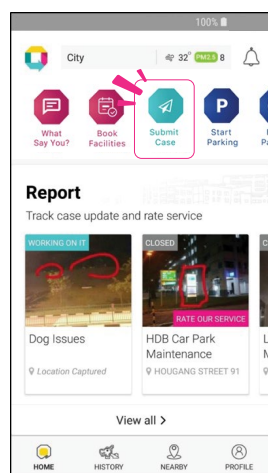 100%
City 32° PM2.5 8
What
Say You?
Book
Facilities
Submit
Case
P
Start
Parking
Report
Track case update and rate service
WORKING ON IT
CLOSED
RATE OUR SERVICE
Dog Issues
HDB Car Park
Maintenance
Location Captured
HOUGANG STREET 91
View all >
HOME HISTORY NEARBY PROFILE